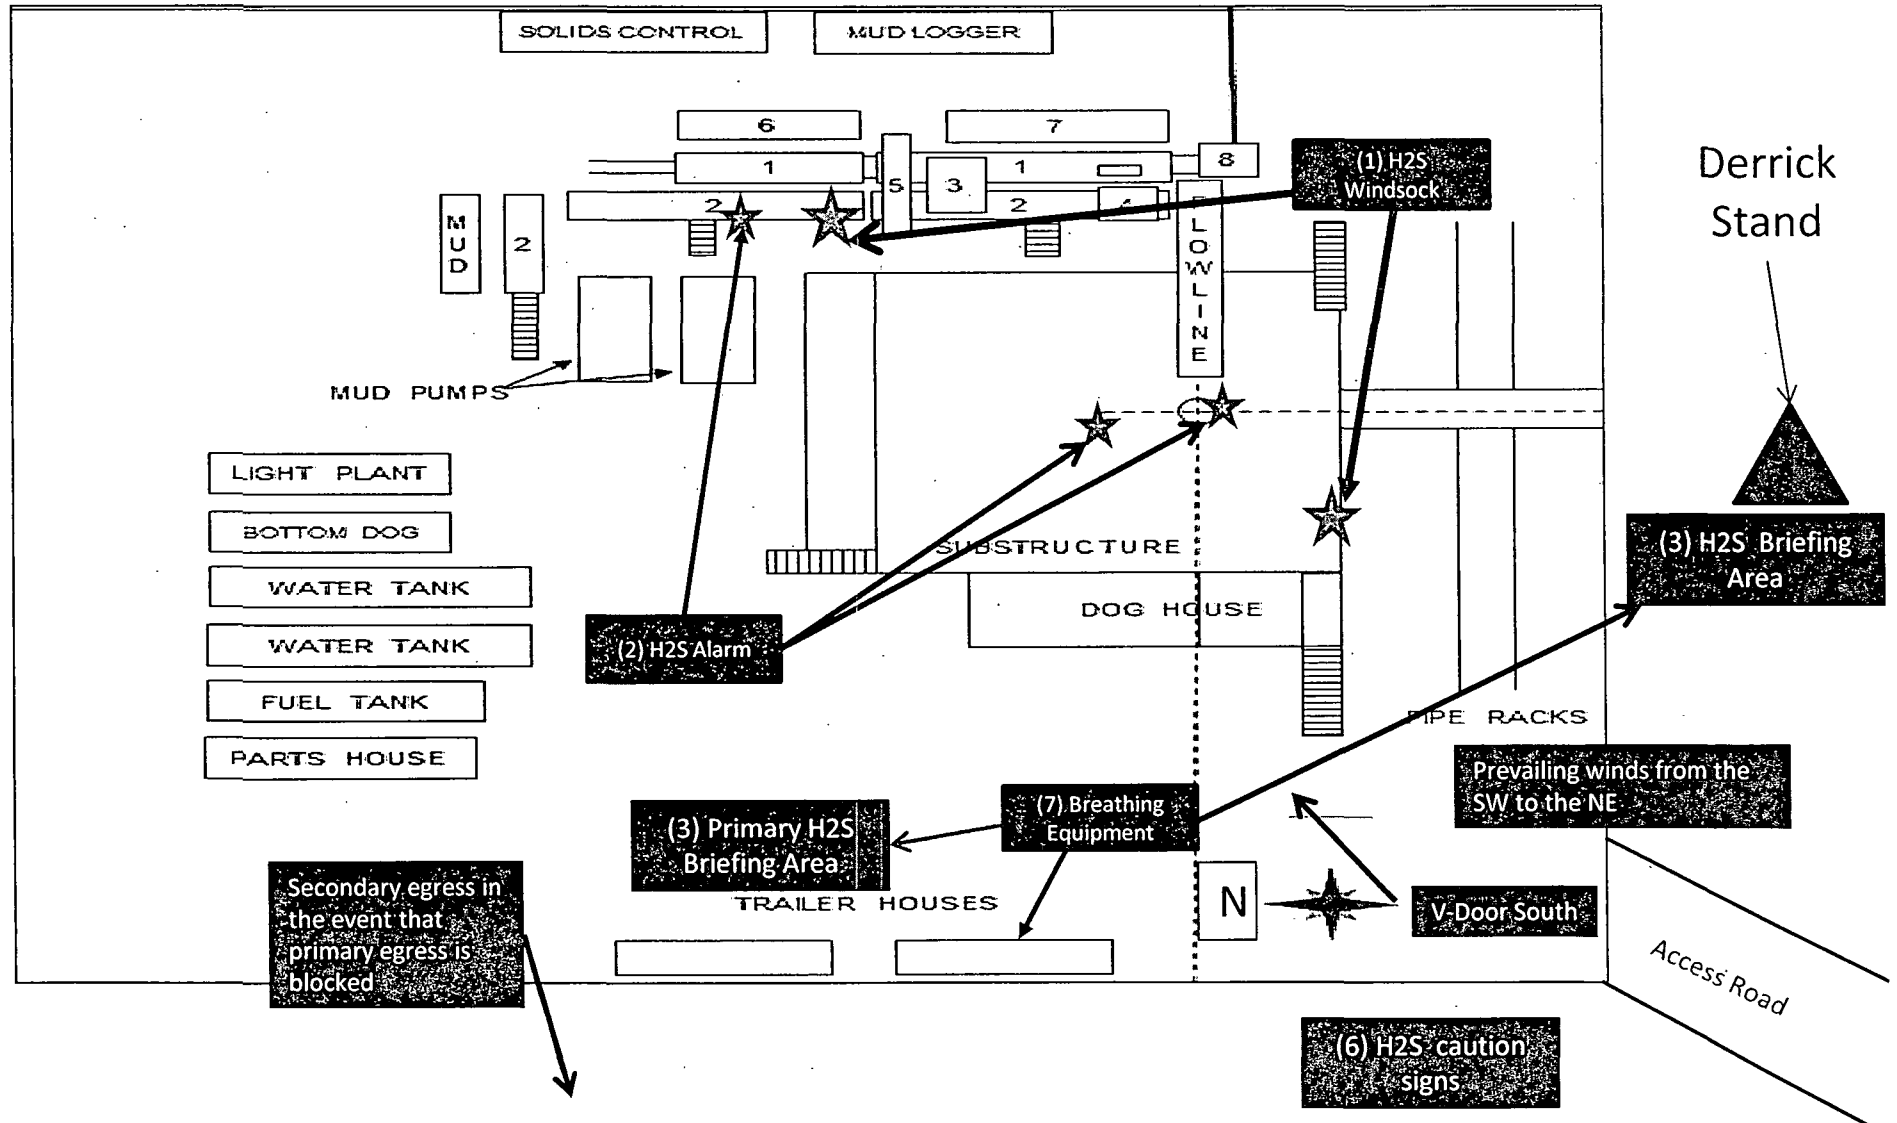 SOLIDS CONTROL
MUD LOGGER
6
7
1
1
8
5
3
2
2
4
MUD
2
FLOWLINE
(1) H2S
Windsock
Derrick
Stand
MUD PUMPS
LIGHT PLANT
BOTTOM DOG
WATER TANK
WATER TANK
FUEL TANK
PARTS HOUSE
SUBSTRUCTURE
DOG HOUSE
(2) H2S Alarm
(3) H2S Briefing
Area
PIPE RACKS
Prevailing winds from the
SW to the NE
(7) Breathing
Equipment
(3) Primary H2S
Briefing Area
TRAILER HOUSES
Secondary egress in
the event that
primary egress is
blocked
N
V-Door South
Access Road
(6) H2S caution
signs